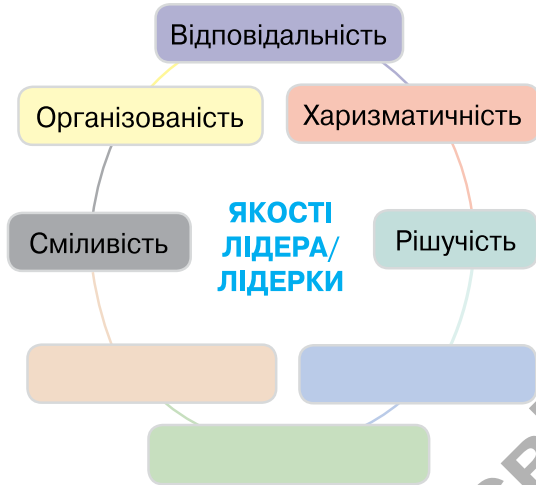 Відповідальність
Організованість
Харизматичність
ЯКОСТІ
ЛІДЕРА/
ЛІДЕРКИ
Сміливість
Рішучість